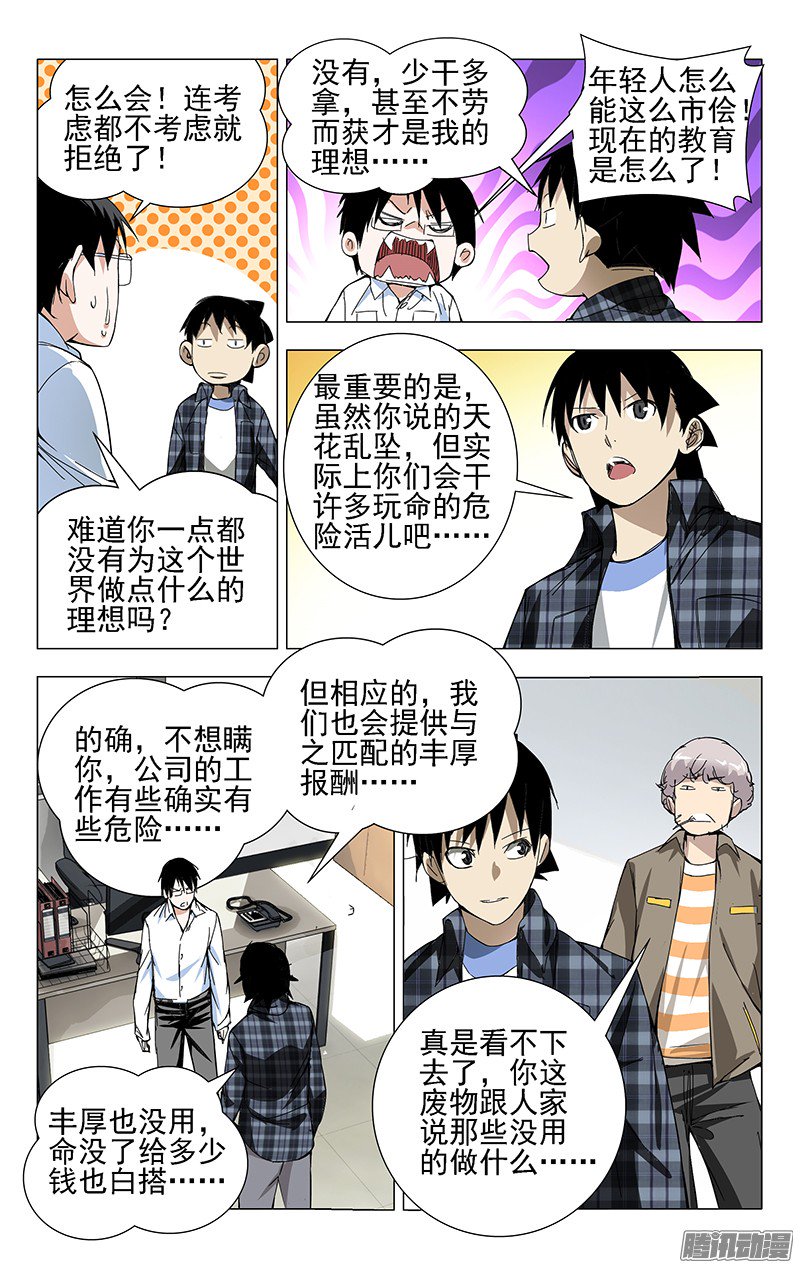 怎么会！连考
虑都不考虑就
拒绝了！
难道你一点都
没有为这个世
界做点什么的
理想吗？
没有，少干多
拿，甚至不劳
而获才是我的
理想……
年轻人怎么
能这么市侩！
现在的教育
是怎么了！
最重要的是，
虽然你说的天
花乱坠，但实
际上你们会干
许多玩命的危
险活儿吧……
的确，不想瞒
你，公司的工
作有些确实有
些危险……
但相应的，我
们也会提供与
之匹配的丰厚
报酬……
丰厚也没用，
命没了给多少
钱也白搭……
真是看不下
去了，你这
废物跟人家
说那些没用
的做什么……
腾讯动漫